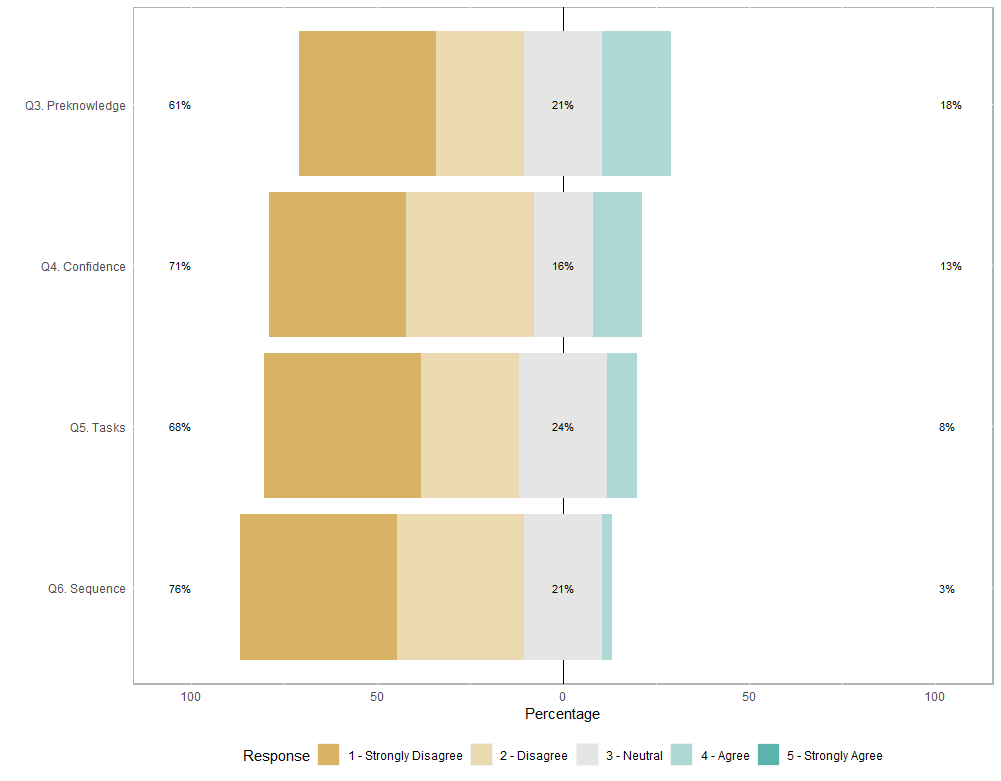 Q3. Preknowledge 61% 21% 18%
Q4. Confidence 71% 16% 13%
Q5. Tasks 68% 24% 8%
Q6. Sequence 76% 21% 3%
100 50 0 50 100
Percentage
Response 1 - Strongly Disagree 2 - Disagree 3 - Neutral 4 - Agree 5 - Strongly Agree